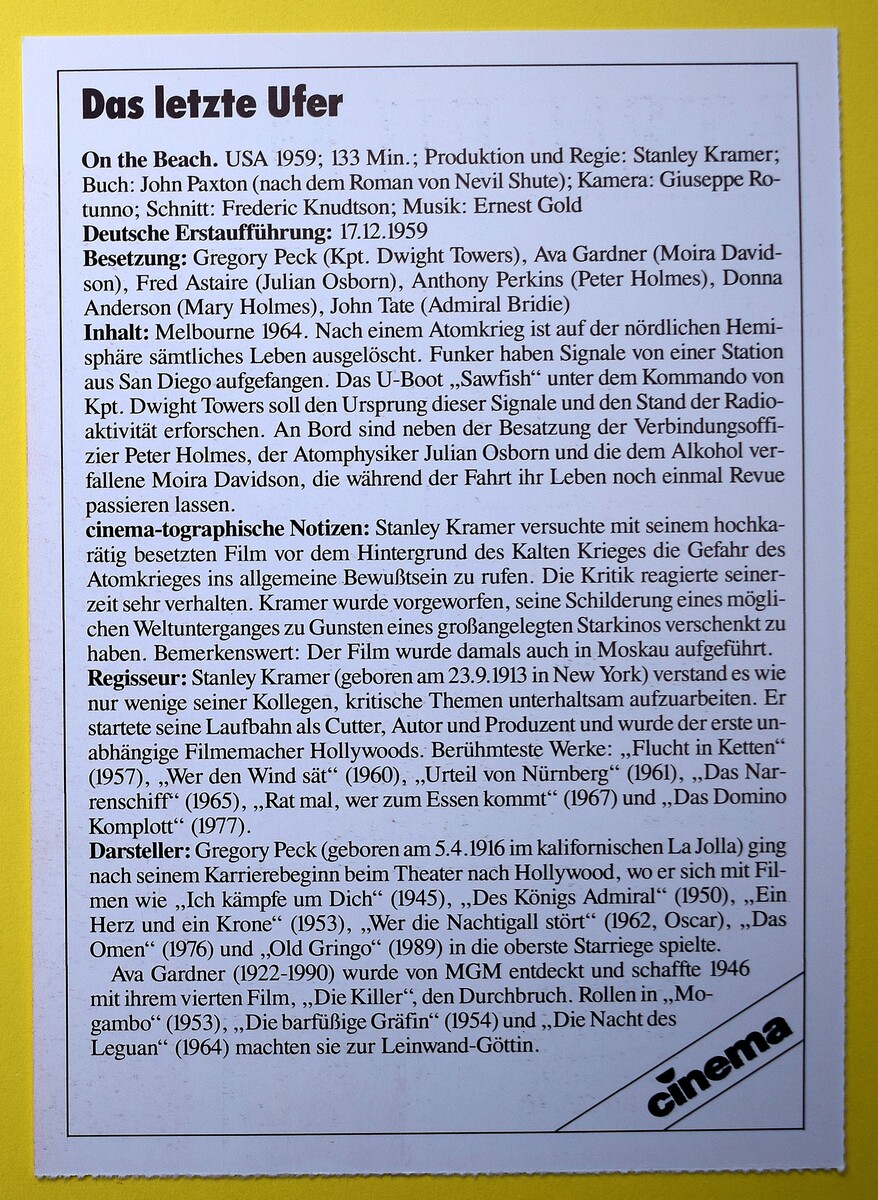 Das letzte Ufer
On the Beach. USA 1959; 133 Min.; Produktion und Regie: Stanley Kramer;
Buch: John Paxton (nach dem Roman von Nevil Shute); Kamera: Giuseppe Ro-
tunno; Schnitt: Frederic Knudtson; Musik: Ernest Gold
Deutsche Erstaufführung: 17.12.1959
Besetzung: Gregory Peck (Kpt. Dwight Towers), Ava Gardner (Moira David-
son), Fred Astaire (Julian Osborn), Anthony Perkins (Peter Holmes), Donna
Anderson (Mary Holmes), John Tate (Admiral Bridie)
Inhalt: Melbourne 1964. Nach einem Atomkrieg ist auf der nördlichen Hemi-
sphäre sämtliches Leben ausgelöscht. Funker haben Signale von einer Station
aus San Diego aufgefangen. Das U-Boot „Sawfish“ unter dem Kommando von
Kpt. Dwight Towers soll den Ursprung dieser Signale und den Stand der Radio-
aktivität erforschen. An Bord sind neben der Besatzung der Verbindungsoffi-
zier Peter Holmes, der Atomphysiker Julian Osborn und die dem Alkohol ver-
fallene Moira Davidson, die während der Fahrt ihr Leben noch einmal Revue
passieren lassen.
cinema-tographische Notizen: Stanley Kramer versuchte mit seinem hochka-
rätig besetzten Film vor dem Hintergrund des Kalten Krieges die Gefahr des
Atomkrieges ins allgemeine Bewußtsein zu rufen. Die Kritik reagierte seiner-
zeit sehr verhalten. Kramer wurde vorgeworfen, seine Schilderung eines mögli-
chen Weltunterganges zu Gunsten eines großangelegten Starkinos verschenkt zu
haben. Bemerkenswert: Der Film wurde damals auch in Moskau aufgeführt.
Regisseur: Stanley Kramer (geboren am 23.9.1913 in New York) verstand es wie
nur wenige seiner Kollegen, kritische Themen unterhaltsam aufzuarbeiten. Er
startete seine Laufbahn als Cutter, Autor und Produzent und wurde der erste un-
abhängige Filmemacher Hollywoods. Berühmteste Werke: „Flucht in Ketten“
(1957), „Wer den Wind sät“ (1960), „Urteil von Nürnberg“ (1961), „Das Nar-
renschiff“ (1965), „Rat mal, wer zum Essen kommt“ (1967) und „Das Domino
Komplott“ (1977).
Darsteller: Gregory Peck (geboren am 5.4.1916 im kalifornischen La Jolla) ging
nach seinem Karrierebeginn beim Theater nach Hollywood, wo er sich mit Fil-
men wie „Ich kämpfe um Dich“ (1945), „Des Königs Admiral“ (1950), „Ein
Herz und ein Krone“ (1953), „Wer die Nachtigall stört“ (1962, Oscar), „Das
Omen“ (1976) und „Old Gringo“ (1989) in die oberste Starriege spielte.
Ava Gardner (1922-1990) wurde von MGM entdeckt und schaffte 1946
mit ihrem vierten Film, „Die Killer“, den Durchbruch. Rollen in „Mo-
gambo“ (1953), „Die barfüßige Gräfin“ (1954) und „Die Nacht des
Leguan“ (1964) machten sie zur Leinwand-Göttin.
cinema